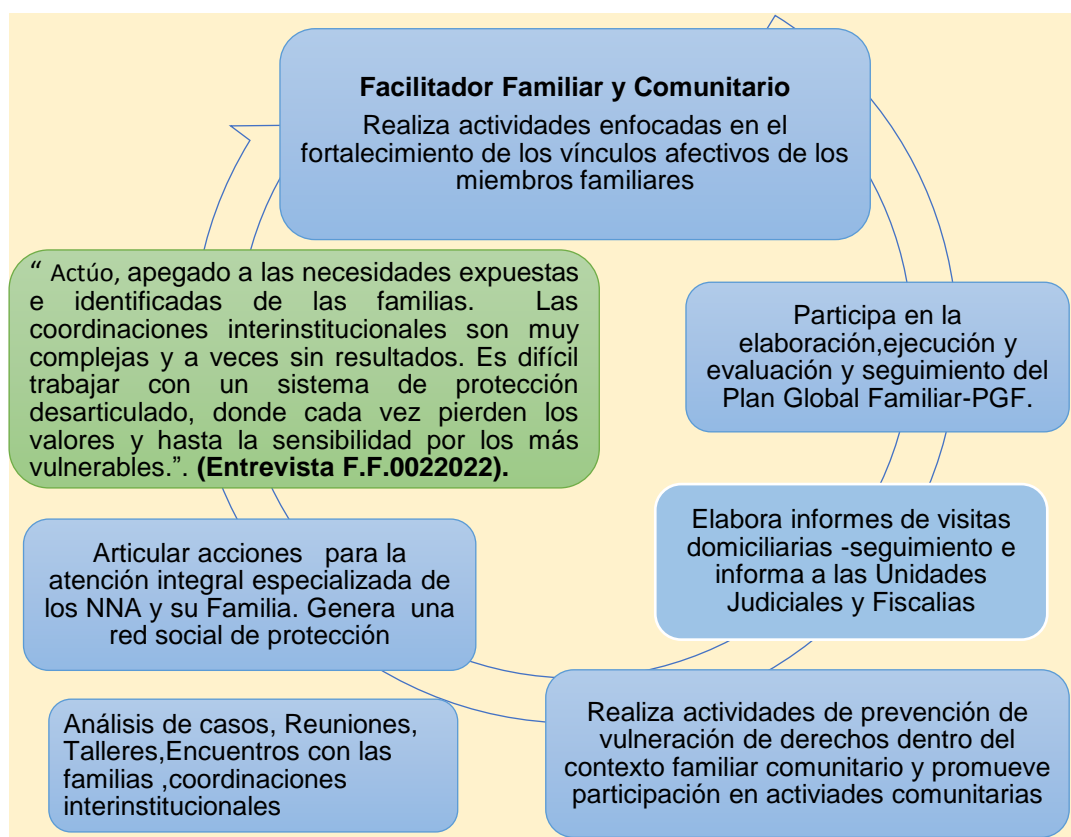 Facilitador Familiar y Comunitario
Realiza actividades enfocadas en el
fortalecimiento de los vínculos afectivos de los
miembros familiares
Participa en la
elaboración,ejecución y
evaluación y seguimiento del
Plan Global Familiar-PGF.
Elabora informes de visitas
domiciliarias -seguimiento e
informa a las Unidades
Judiciales y Fiscalias
Realiza actividades de prevención de
vulneración de derechos dentro del
contexto familiar comunitario y promueve
participación en activiades comunitarias
Análisis de casos, Reuniones,
Talleres,Encuentros con las
familias ,coordinaciones
interinstitucionales
Articular acciones para la
atención integral especializada de
los NNA y su Familia. Genera una
red social de protección
“ Actúo, apegado a las necesidades expuestas
e identificadas de las familias. Las
coordinaciones interinstitucionales son muy
complejas y a veces sin resultados. Es difícil
trabajar con un sistema de protección
desarticulado, donde cada vez pierden los
valores y hasta la sensibilidad por los más
vulnerables.”. (Entrevista F.F.0022022).